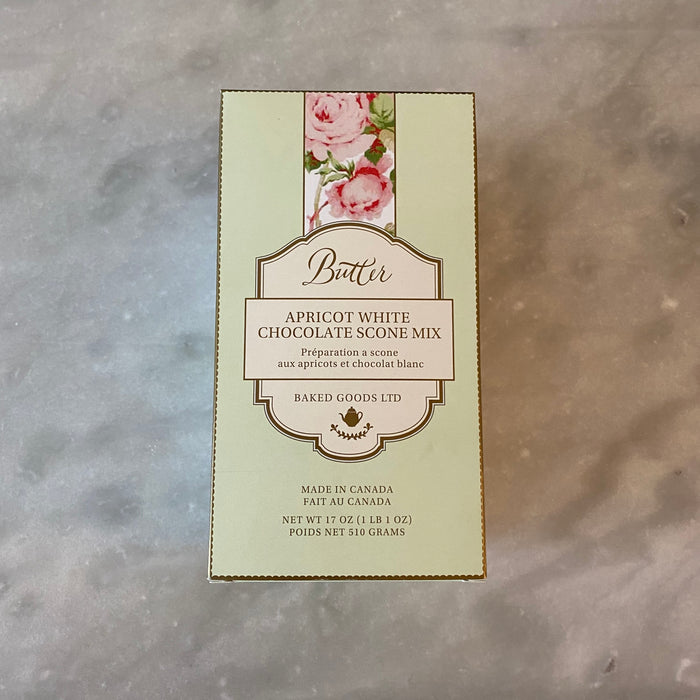 Butter
APRICOT WHITE
CHOCOLATE SCONE MIX
Préparation a scone
aux apricots et chocolat blanc
BAKED GOODS LTD
MADE IN CANADA
FAIT AU CANADA
NET WT 17 OZ (1 LB 1 OZ)
POIDS NET 510 GRAMS